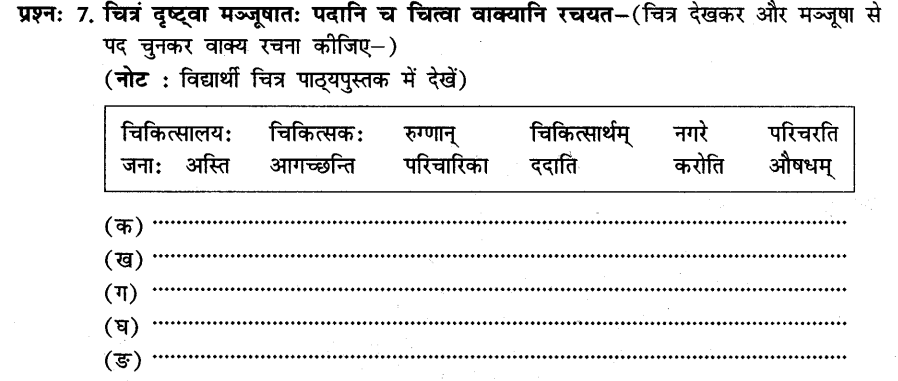 प्रश्न: 7. चित्रं दृष्ट्वा मञ्जूषातः पदानि च चित्वा वाक्यानि रचयत–(चित्र देखकर और मञ्जूषा से
पद चुनकर वाक्य रचना कीजिए–)
(नोट : विद्यार्थी चित्र पाठ्यपुस्तक में देखें)
चिकित्सालयः चिकित्सकः रुग्णान् चिकित्सार्थम् नगरे परिचरति
जनाः अस्ति आगच्छन्ति परिचारिका ददाति करोति औषधम्
(क) ........................................
(ख) ........................................
(ग) ........................................
(घ) ........................................
(ङ) ........................................